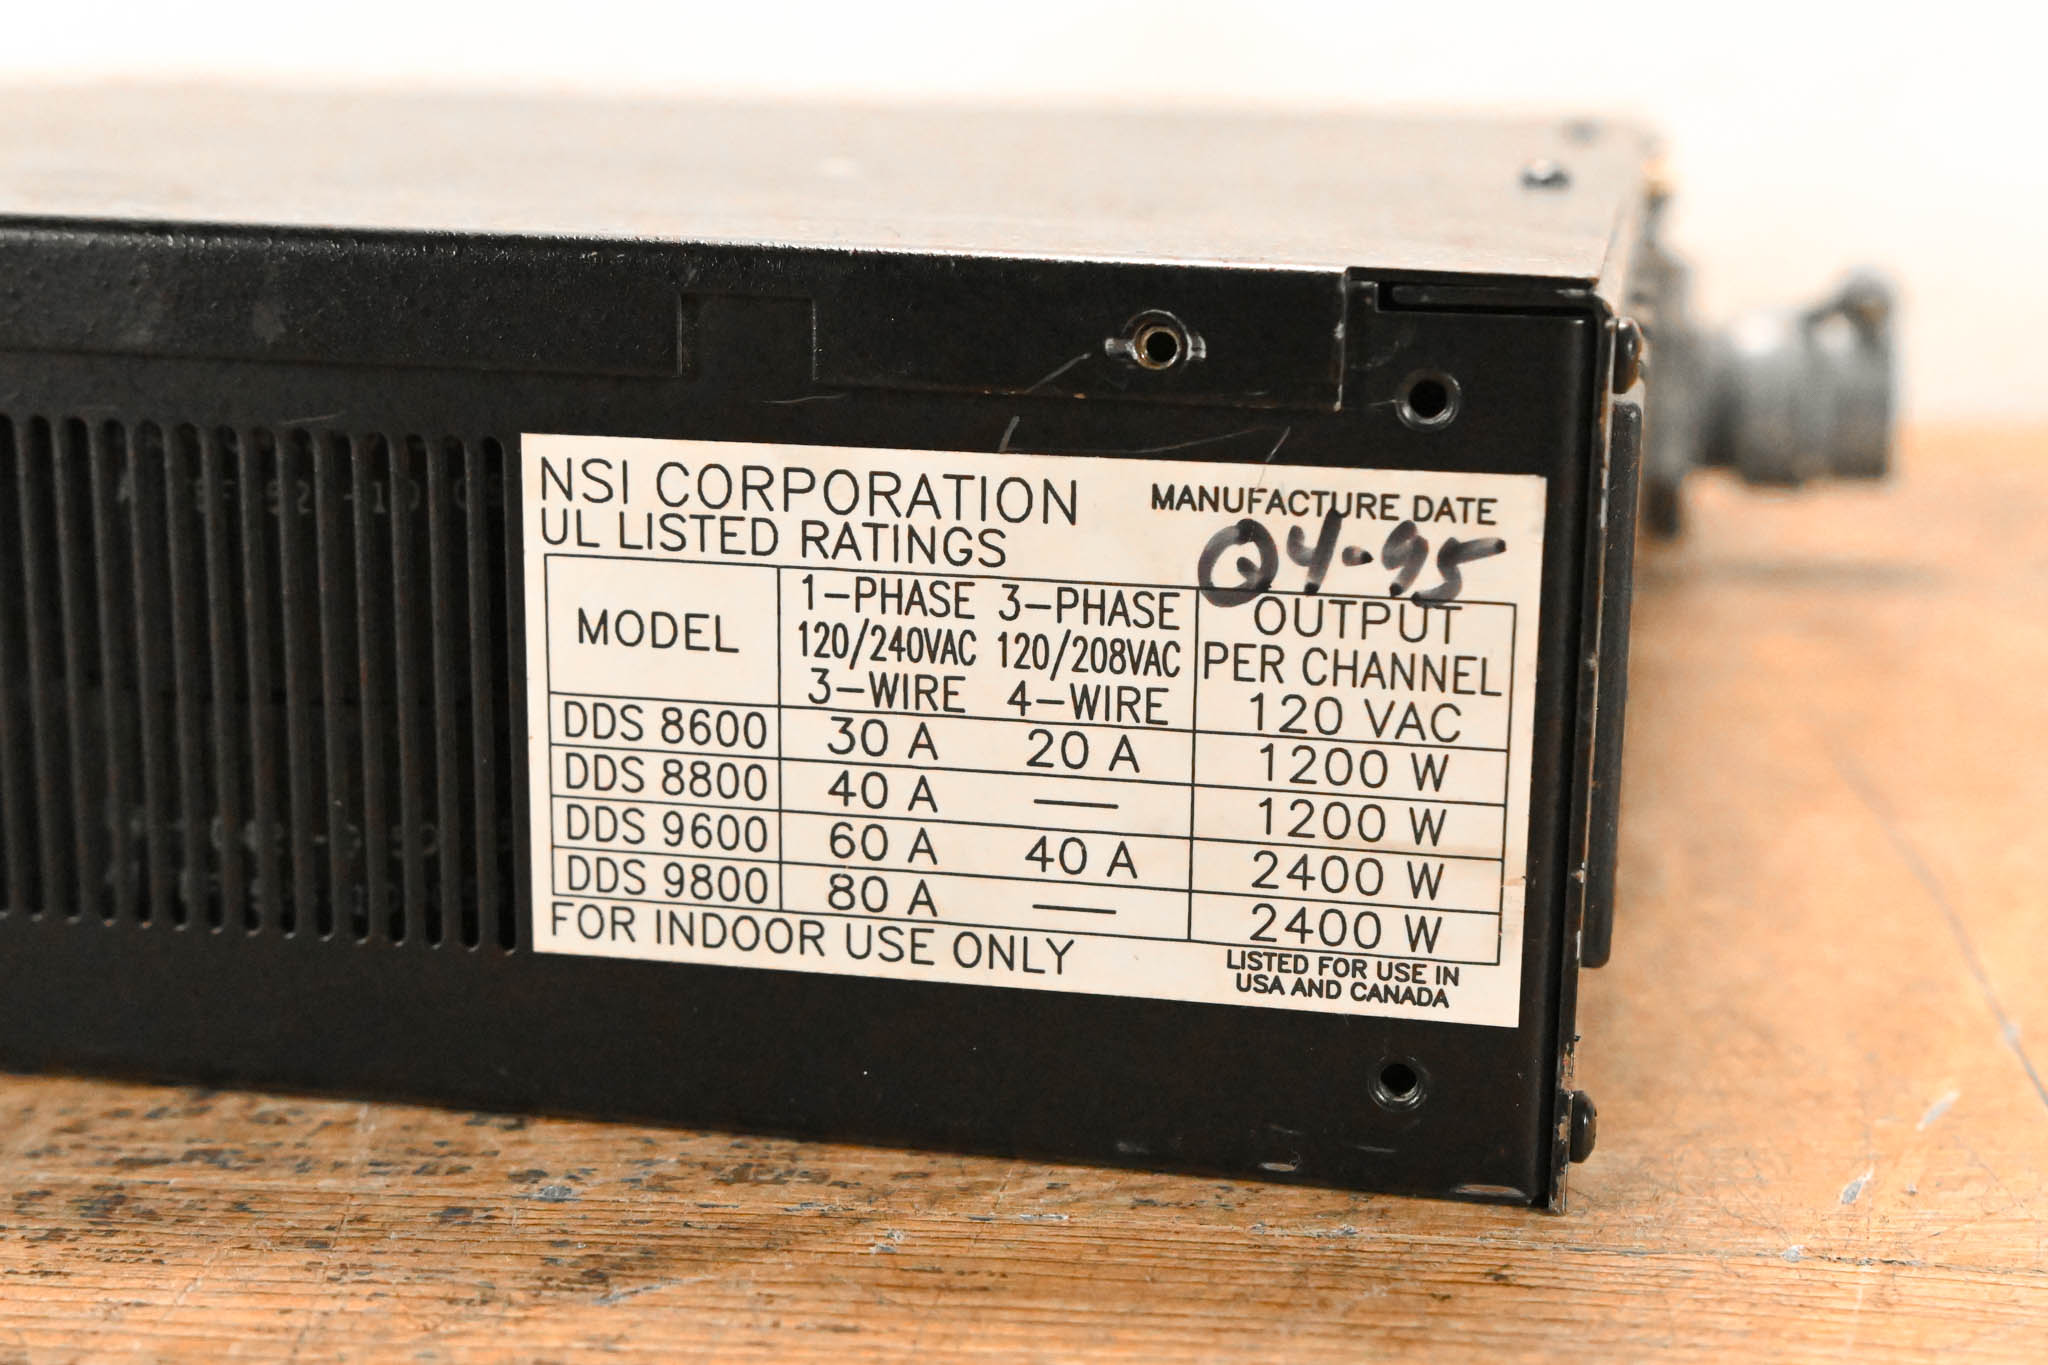 NSI CORPORATION
UL LISTED RATINGS
MANUFACTURE DATE
Q4-95
MODEL
1-PHASE 3-PHASE
120/240VAC 120/208VAC
3-WIRE 4-WIRE
OUTPUT
PER CHANNEL
120 VAC
DDS 8600 30 A 20 A 1200 W
DDS 8800 40 A — 1200 W
DDS 9600 60 A 40 A 2400 W
DDS 9800 80 A — 2400 W
FOR INDOOR USE ONLY
LISTED FOR USE IN
USA AND CANADA